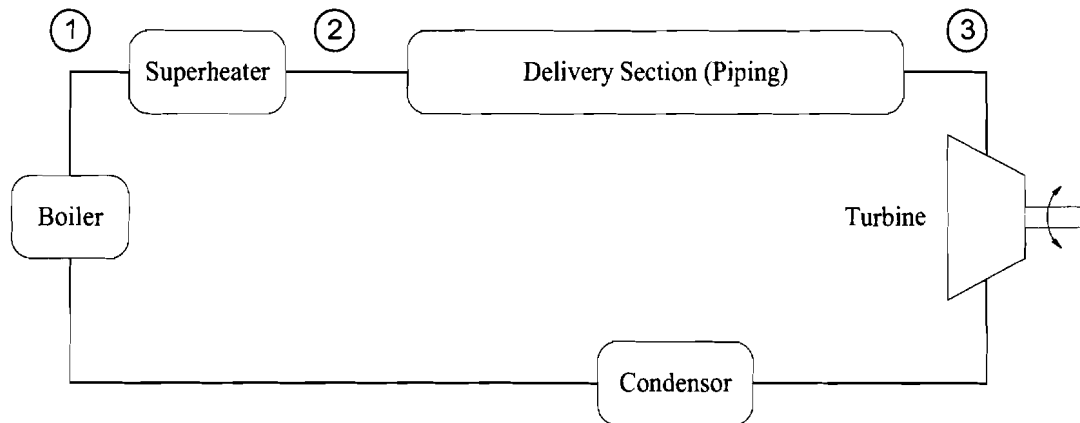 1
2
3
Superheater
Delivery Section (Piping)
Boiler
Turbine
Condensor